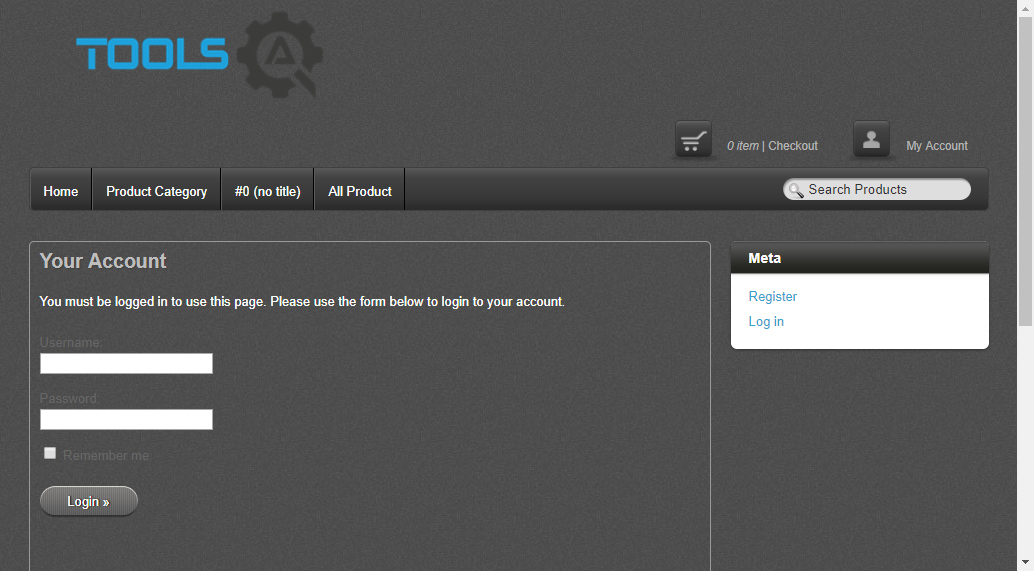 TOOLS
0 item | Checkout
My Account
Home
Product Category
#0 (no title)
All Product
Search Products
Your Account
You must be logged in to use this page. Please use the form below to login to your account.
Username:
Password:
Remember me
Login »
Meta
Register
Log in